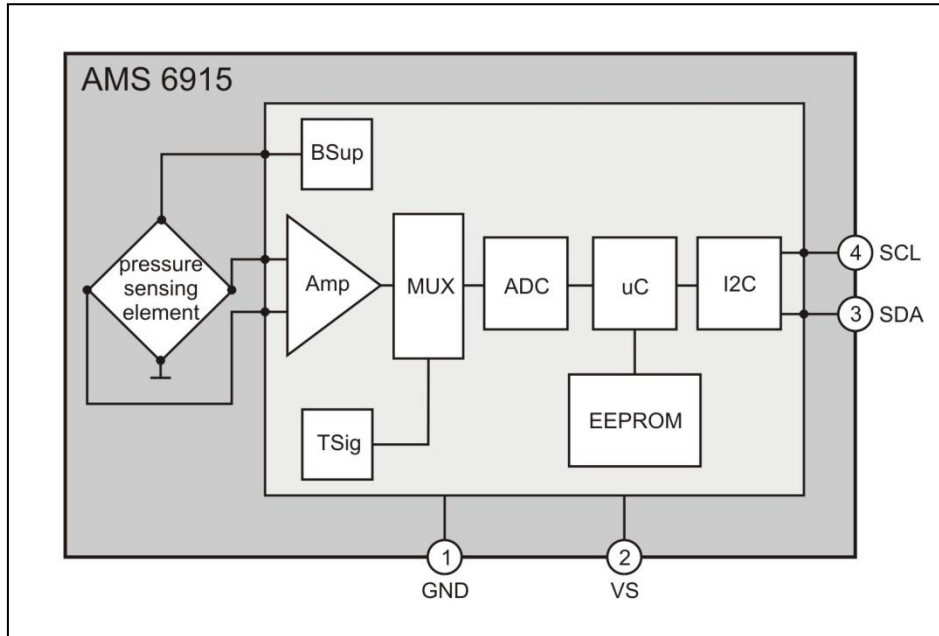 AMS 6915
BSup
pressure
sensing
element
Amp
MUX
ADC
uC
I2C
4 SCL
3 SDA
TSig
EEPROM
1
GND
2
VS